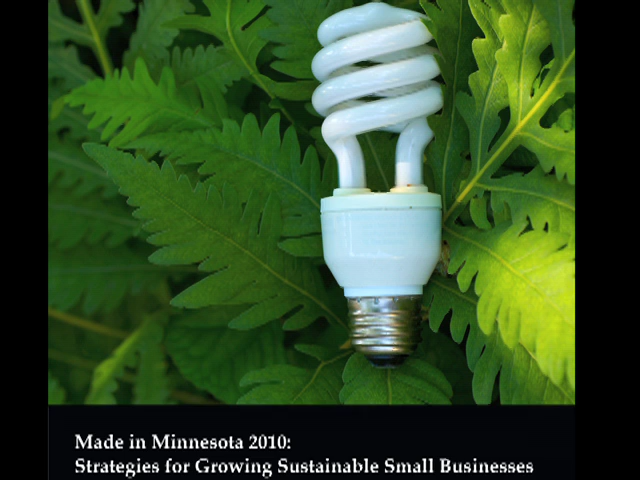 Made in Minnesota 2010:
Strategies for Growing Sustainable Small Businesses